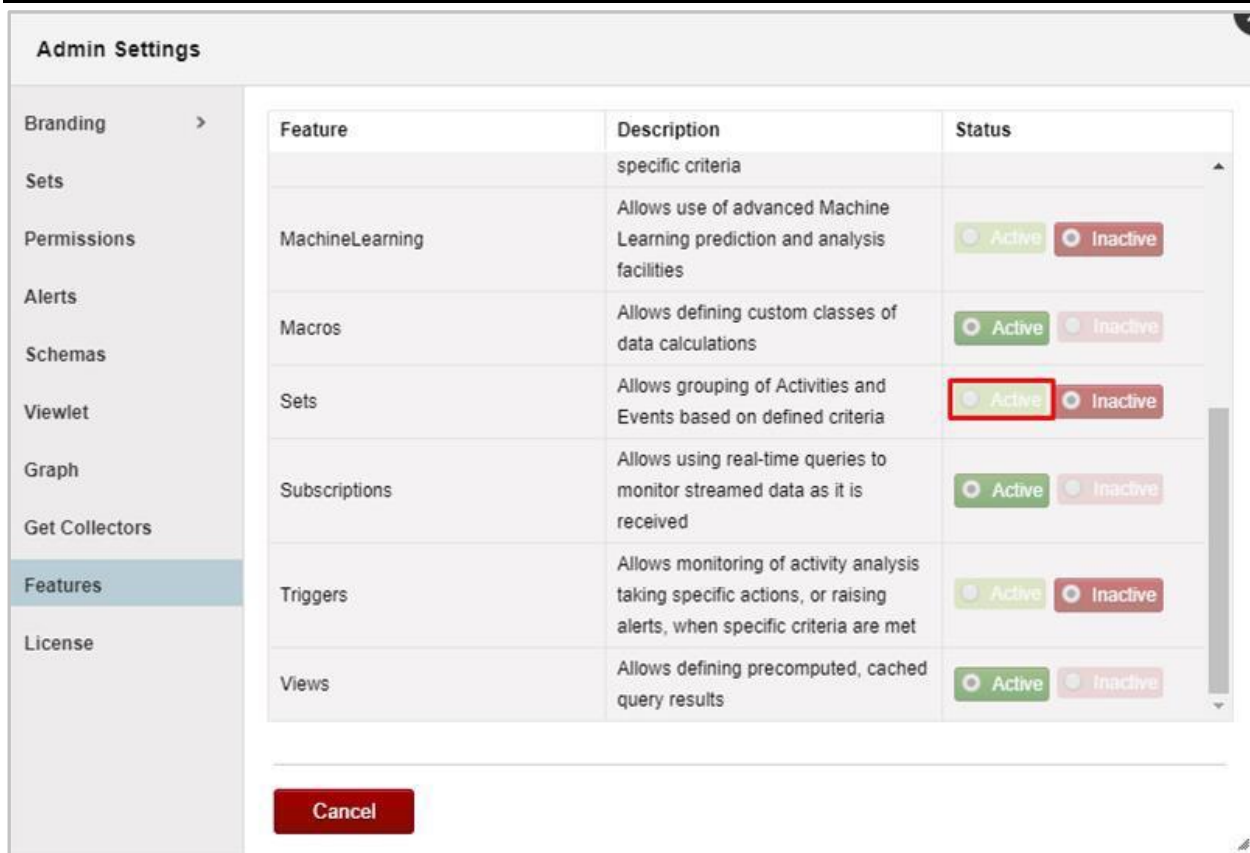 Admin Settings
Branding >
Sets
Permissions
Alerts
Schemas
Viewlet
Graph
Get Collectors
Features
License
Feature Description Status
specific criteria
MachineLearning
Allows use of advanced Machine
Learning prediction and analysis
facilities
Active Inactive
Macros
Allows defining custom classes of
data calculations
Active Inactive
Sets
Allows grouping of Activities and
Events based on defined criteria
Active Inactive
Subscriptions
Allows using real-time queries to
monitor streamed data as it is
received
Active Inactive
Triggers
Allows monitoring of activity analysis
taking specific actions, or raising
alerts, when specific criteria are met
Active Inactive
Views
Allows defining precomputed, cached
query results
Active Inactive
Cancel